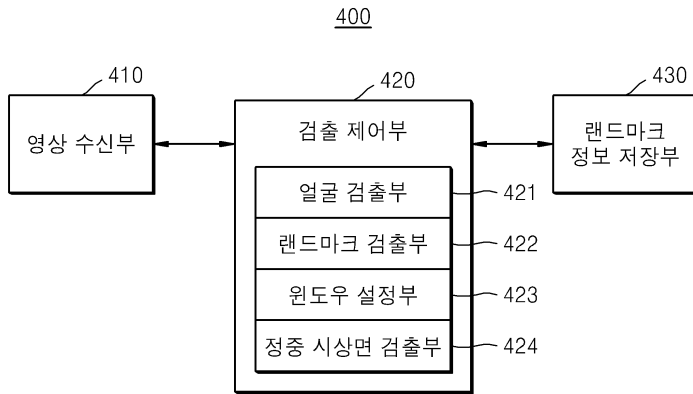 400
410
영상 수신부
420
검출 제어부
얼굴 검출부
421
랜드마크 검출부
422
윈도우 설정부
423
정중 시상면 검출부
424
430
랜드마크
정보 저장부